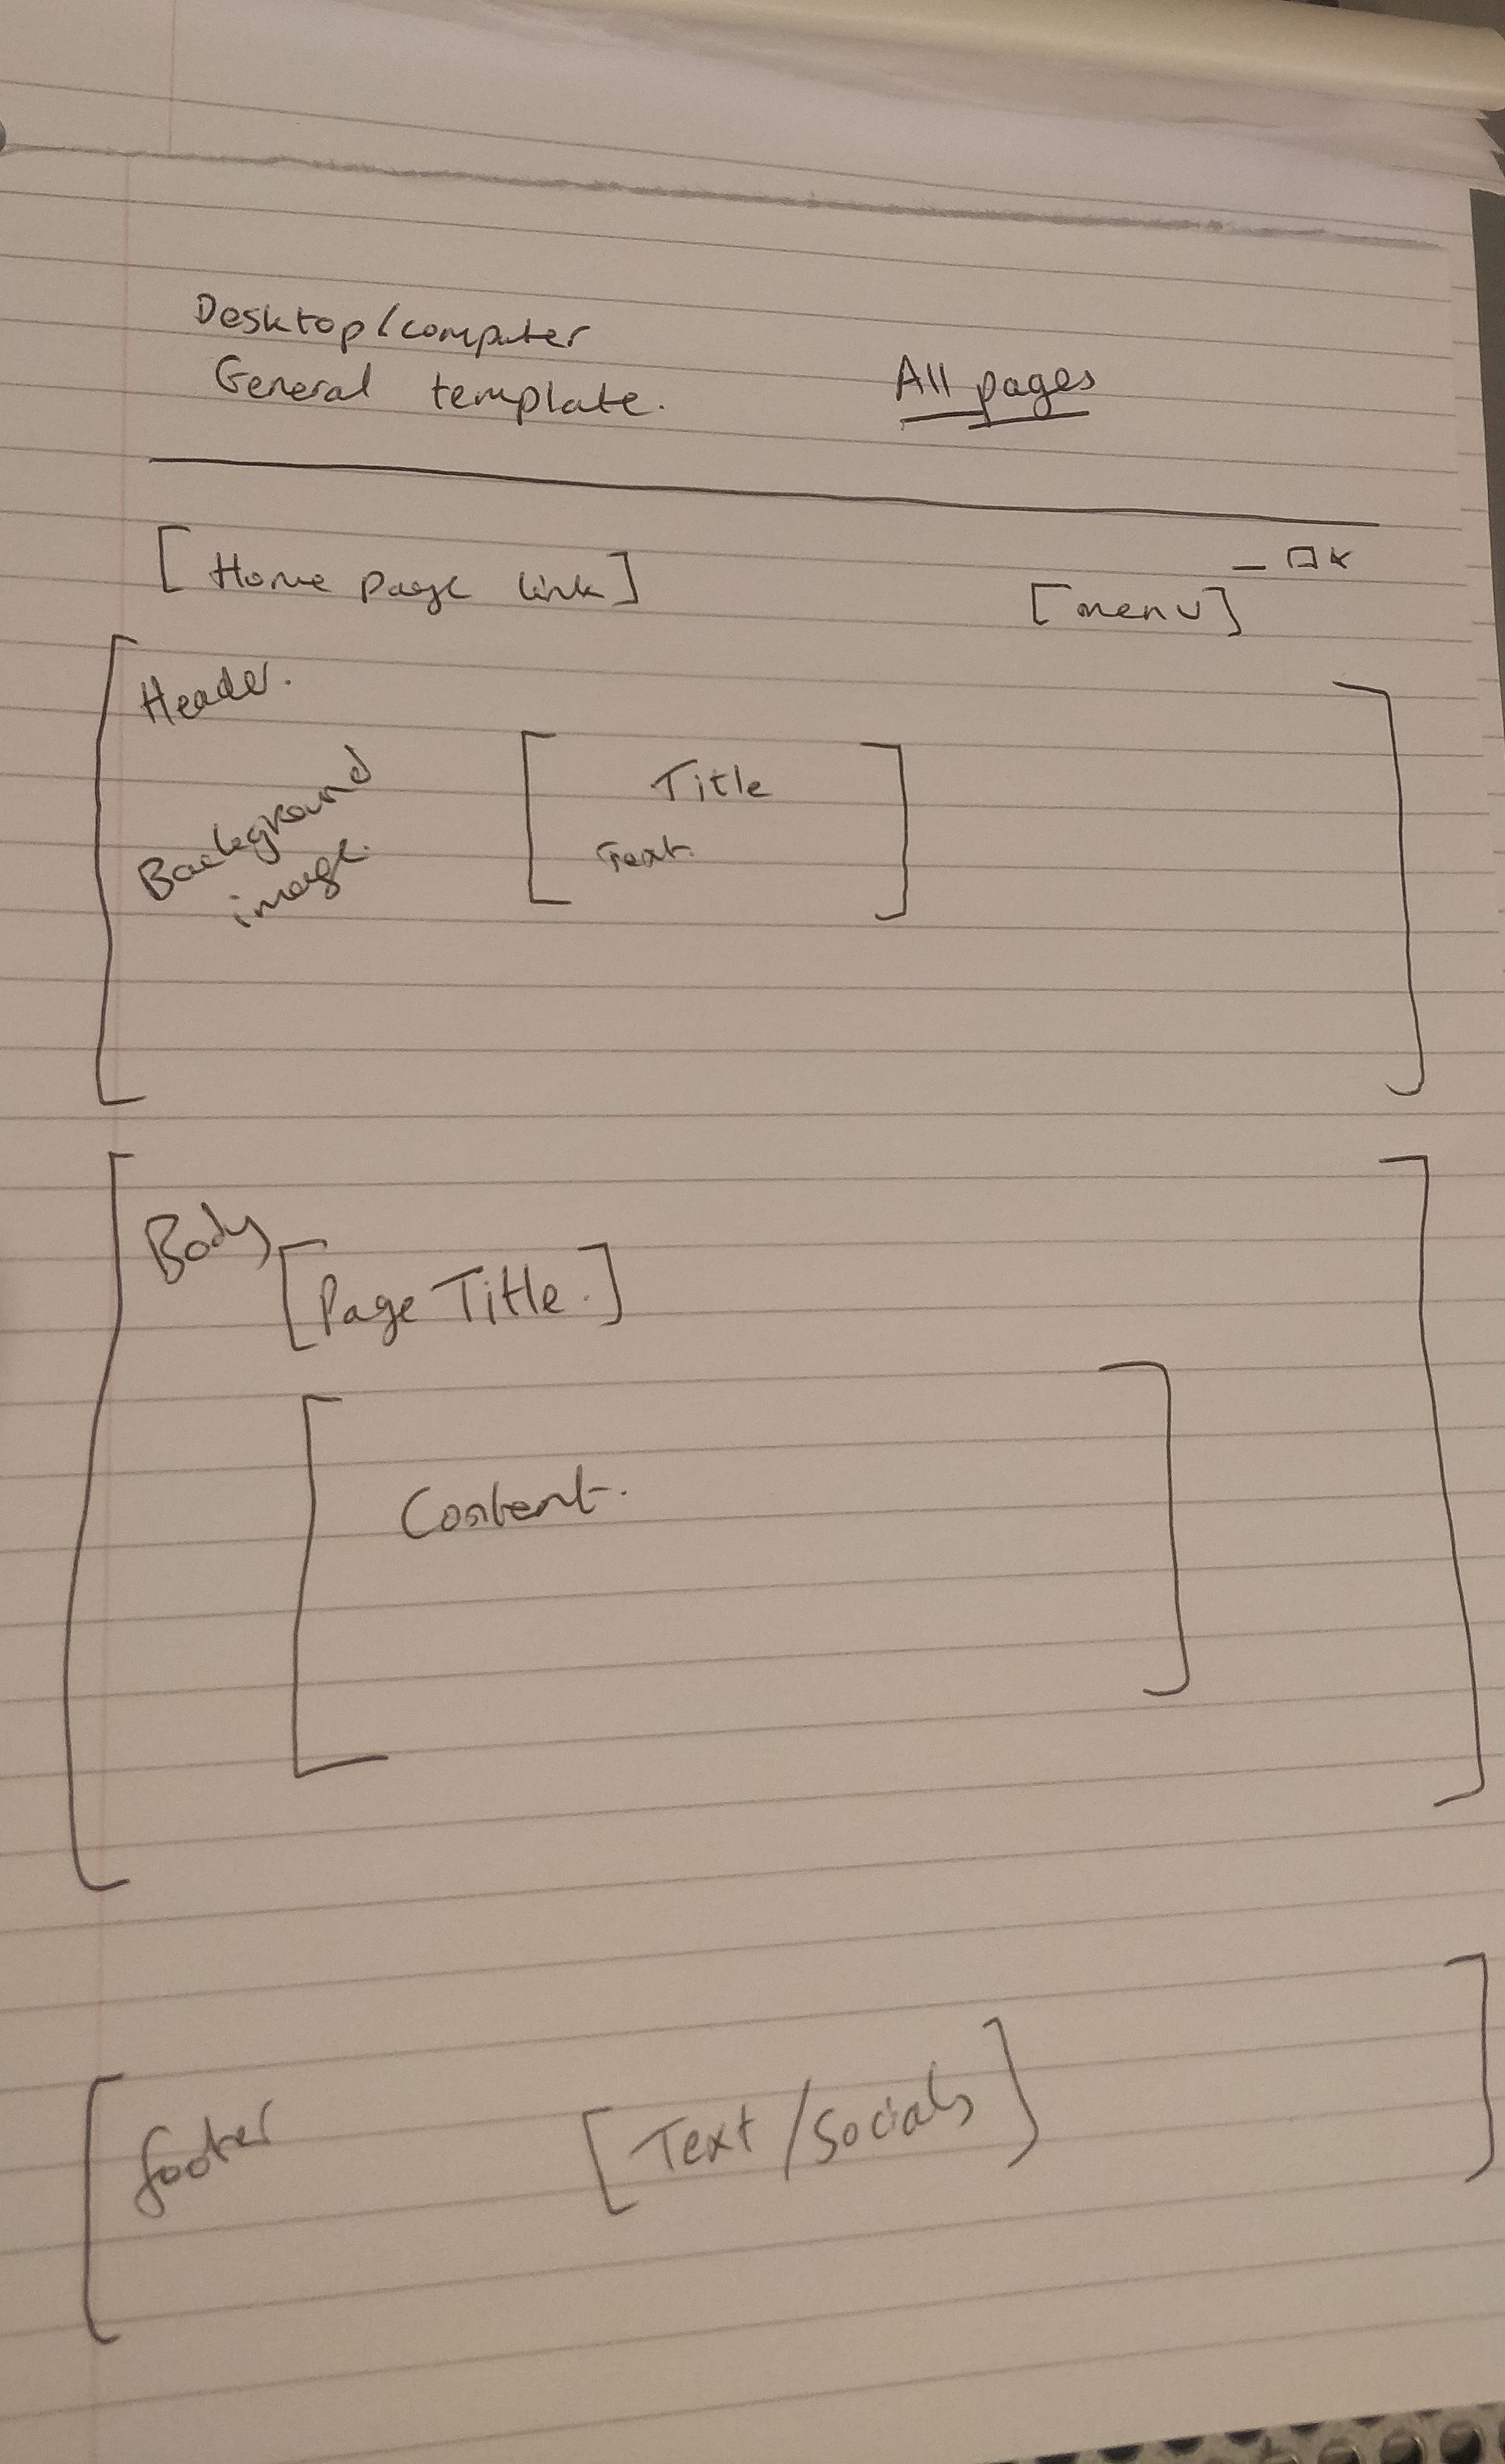 Desktop/computer
General template.
All pages
[Home page link]
[menu]
Header.
Background
image.
[Title
Text.]
Body
[Page Title.]
[Content.]
footer
[Text/Socials]